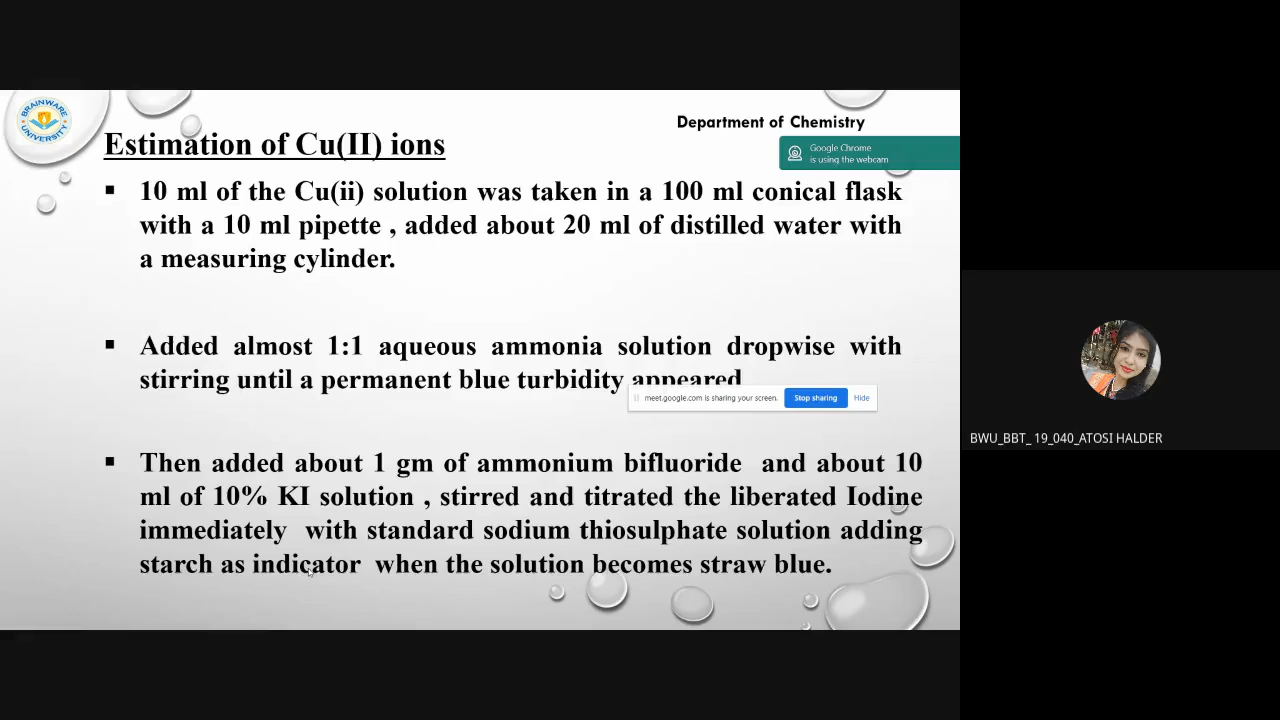 BRAINWARE UNIVERSITY
Department of Chemistry
Estimation of Cu(II) ions
Google Chrome
is using the webcam
▪ 10 ml of the Cu(ii) solution was taken in a 100 ml conical flask
with a 10 ml pipette , added about 20 ml of distilled water with
a measuring cylinder.
▪ Added almost 1:1 aqueous ammonia solution dropwise with
stirring until a permanent blue turbidity appeared
meet.google.com is sharing your screen. Stop sharing Hide
▪ Then added about 1 gm of ammonium bifluoride and about 10
ml of 10% KI solution , stirred and titrated the liberated Iodine
immediately with standard sodium thiosulphate solution adding
starch as indicator when the solution becomes straw blue.
BWU_BBT_ 19_040_ATOSI HALDER